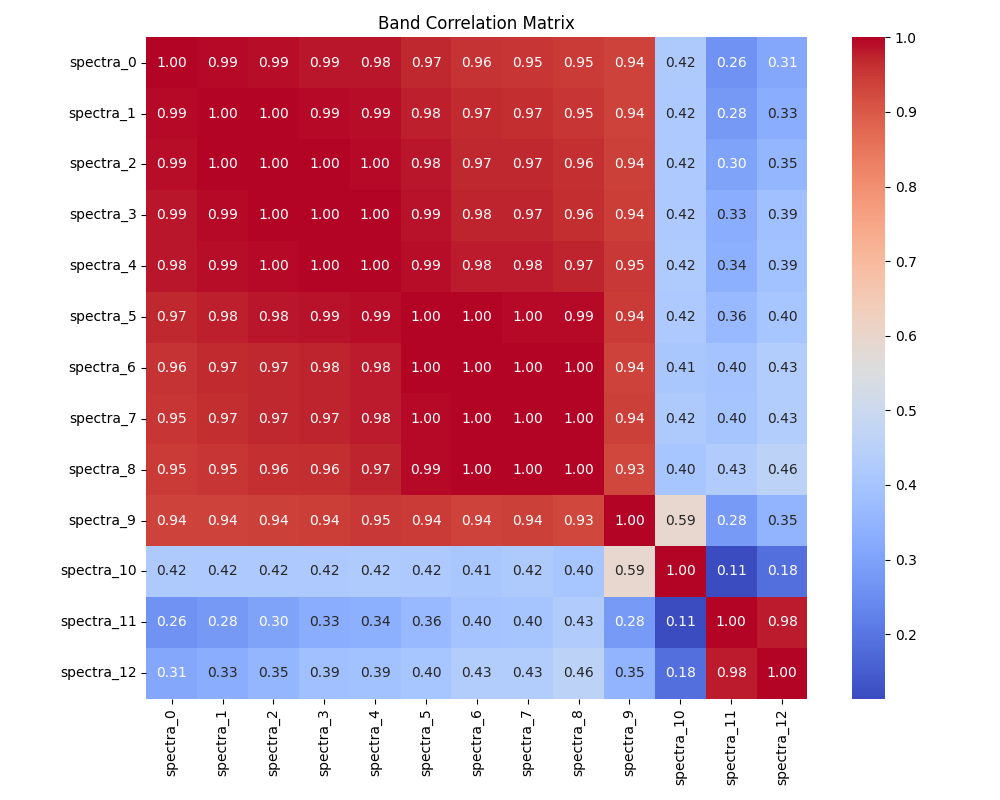 Band Correlation Matrix
spectra_0 1.00 0.99 0.99 0.99 0.98 0.97 0.96 0.95 0.95 0.94 0.42 0.26 0.31
spectra_1 0.99 1.00 1.00 0.99 0.99 0.98 0.97 0.97 0.95 0.94 0.42 0.28 0.33
spectra_2 0.99 1.00 1.00 1.00 1.00 0.98 0.97 0.97 0.96 0.94 0.42 0.30 0.35
spectra_3 0.99 0.99 1.00 1.00 1.00 0.99 0.98 0.97 0.96 0.94 0.42 0.33 0.39
spectra_4 0.98 0.99 1.00 1.00 1.00 0.99 0.98 0.98 0.97 0.95 0.42 0.34 0.39
spectra_5 0.97 0.98 0.98 0.99 0.99 1.00 1.00 1.00 0.99 0.94 0.42 0.36 0.40
spectra_6 0.96 0.97 0.97 0.98 0.98 1.00 1.00 1.00 1.00 0.94 0.41 0.40 0.43
spectra_7 0.95 0.97 0.97 0.97 0.98 1.00 1.00 1.00 1.00 0.94 0.42 0.40 0.43
spectra_8 0.95 0.95 0.96 0.96 0.97 0.99 1.00 1.00 1.00 0.93 0.40 0.43 0.46
spectra_9 0.94 0.94 0.94 0.94 0.95 0.94 0.94 0.94 0.93 1.00 0.59 0.28 0.35
spectra_10 0.42 0.42 0.42 0.42 0.42 0.42 0.41 0.42 0.40 0.59 1.00 0.11 0.18
spectra_11 0.26 0.28 0.30 0.33 0.34 0.36 0.40 0.40 0.43 0.28 0.11 1.00 0.98
spectra_12 0.31 0.33 0.35 0.39 0.39 0.40 0.43 0.43 0.46 0.35 0.18 0.98 1.00
spectra_0 spectra_1 spectra_2 spectra_3 spectra_4 spectra_5 spectra_6 spectra_7 spectra_8 spectra_9 spectra_10 spectra_11 spectra_12
1.0
0.9
0.8
0.7
0.6
0.5
0.4
0.3
0.2